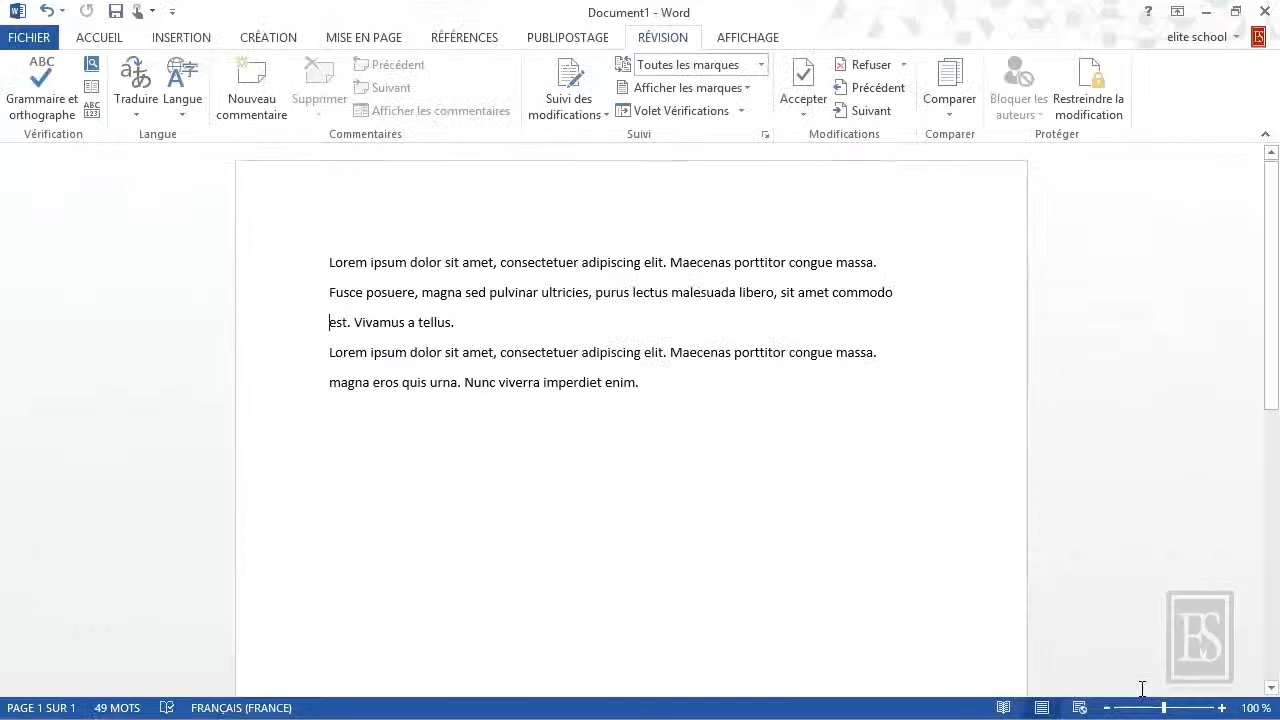 Document1 - Word
?
FICHIER ACCUEIL INSERTION CRÉATION MISE EN PAGE RÉFÉRENCES PUBLIPOSTAGE RÉVISION AFFICHAGE elite school ES
ABC
Grammaire et
orthographe
ABC
123
Vérification
Traduire Langue
Langue
Nouveau
commentaire
Supprimer
Précédent
Suivant
Afficher les commentaires
Commentaires
Suivi des
modifications
Toutes les marques
Afficher les marques
Volet Vérifications
Suivi
Accepter
Refuser
Précédent
Suivant
Modifications
Comparer
Comparer
Bloquer les
auteurs
Restreindre la
modification
Protéger
Lorem ipsum dolor sit amet, consectetuer adipiscing elit. Maecenas porttitor congue massa.
Fusce posuere, magna sed pulvinar ultricies, purus lectus malesuada libero, sit amet commodo
est. Vivamus a tellus.
Lorem ipsum dolor sit amet, consectetuer adipiscing elit. Maecenas porttitor congue massa.
magna eros quis urna. Nunc viverra imperdiet enim.
ES
PAGE 1 SUR 1 49 MOTS FRANÇAIS (FRANCE) 100 %